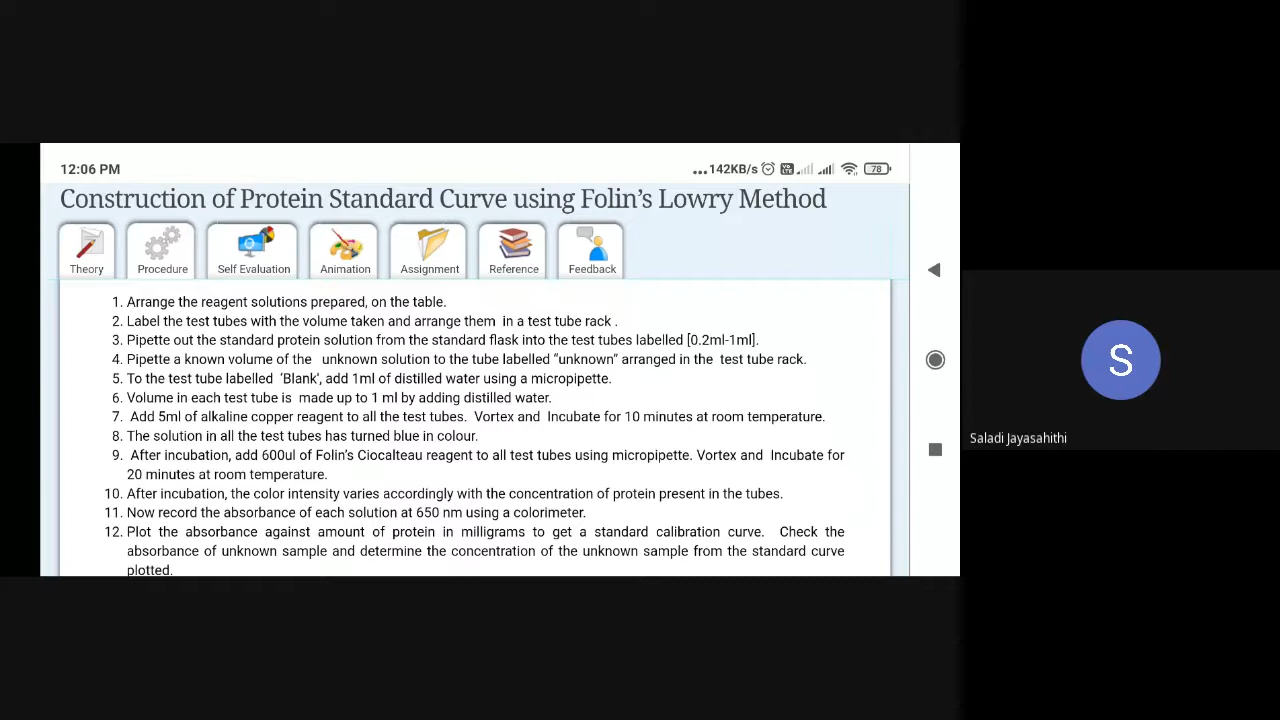 12:06 PM
...142KB/s 78
Construction of Protein Standard Curve using Folin's Lowry Method
Theory Procedure Self Evaluation Animation Assignment Reference Feedback
1. Arrange the reagent solutions prepared, on the table.
2. Label the test tubes with the volume taken and arrange them in a test tube rack .
3. Pipette out the standard protein solution from the standard flask into the test tubes labelled [0.2ml-1ml].
4. Pipette a known volume of the unknown solution to the tube labelled “unknown” arranged in the test tube rack.
5. To the test tube labelled ‘Blank', add 1ml of distilled water using a micropipette.
6. Volume in each test tube is made up to 1 ml by adding distilled water.
7. Add 5ml of alkaline copper reagent to all the test tubes. Vortex and Incubate for 10 minutes at room temperature.
8. The solution in all the test tubes has turned blue in colour.
9. After incubation, add 600ul of Folin’s Ciocalteau reagent to all test tubes using micropipette. Vortex and Incubate for
20 minutes at room temperature.
10. After incubation, the color intensity varies accordingly with the concentration of protein present in the tubes.
11. Now record the absorbance of each solution at 650 nm using a colorimeter.
12. Plot the absorbance against amount of protein in milligrams to get a standard calibration curve. Check the
absorbance of unknown sample and determine the concentration of the unknown sample from the standard curve
plotted.
S
Saladi Jayasahithi